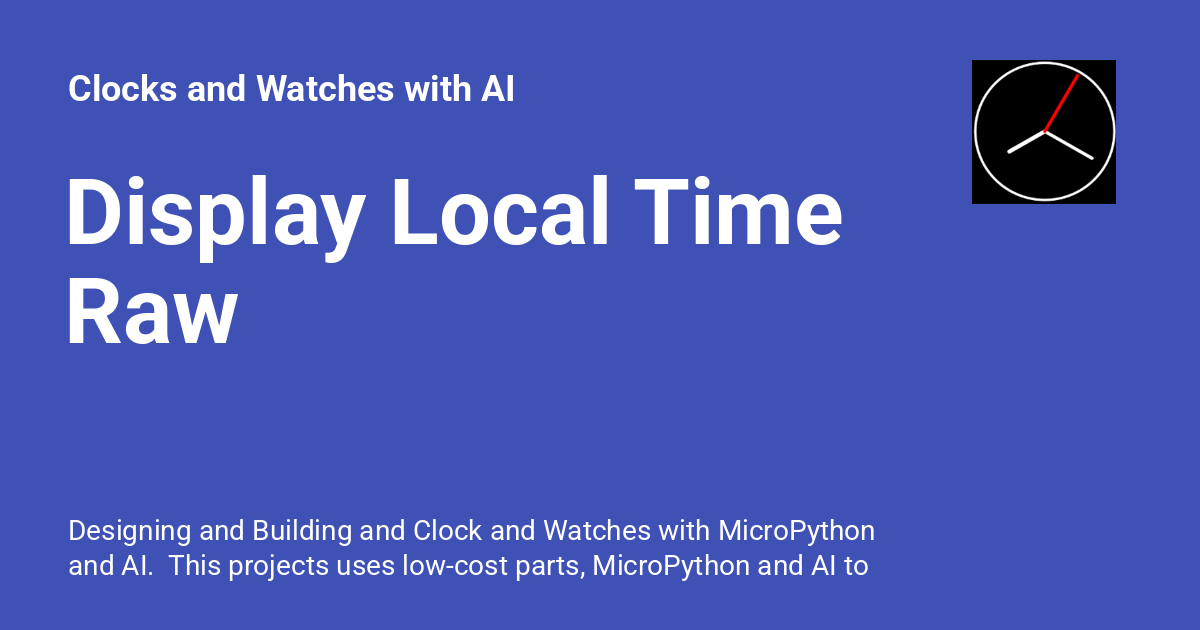 Clocks and Watches with AI
Display Local Time
Raw
Designing and Building and Clock and Watches with MicroPython
and AI.  This projects uses low-cost parts, MicroPython and AI to